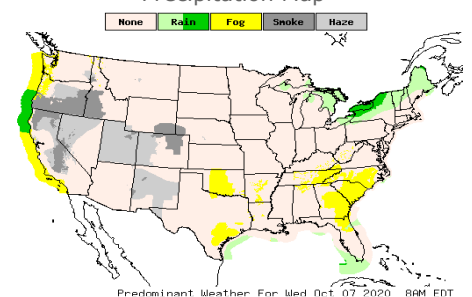 Precipitation Map
None Rain Fog Smoke Haze
Predominant Weather For Wed Oct 07 2020 8AM EDT